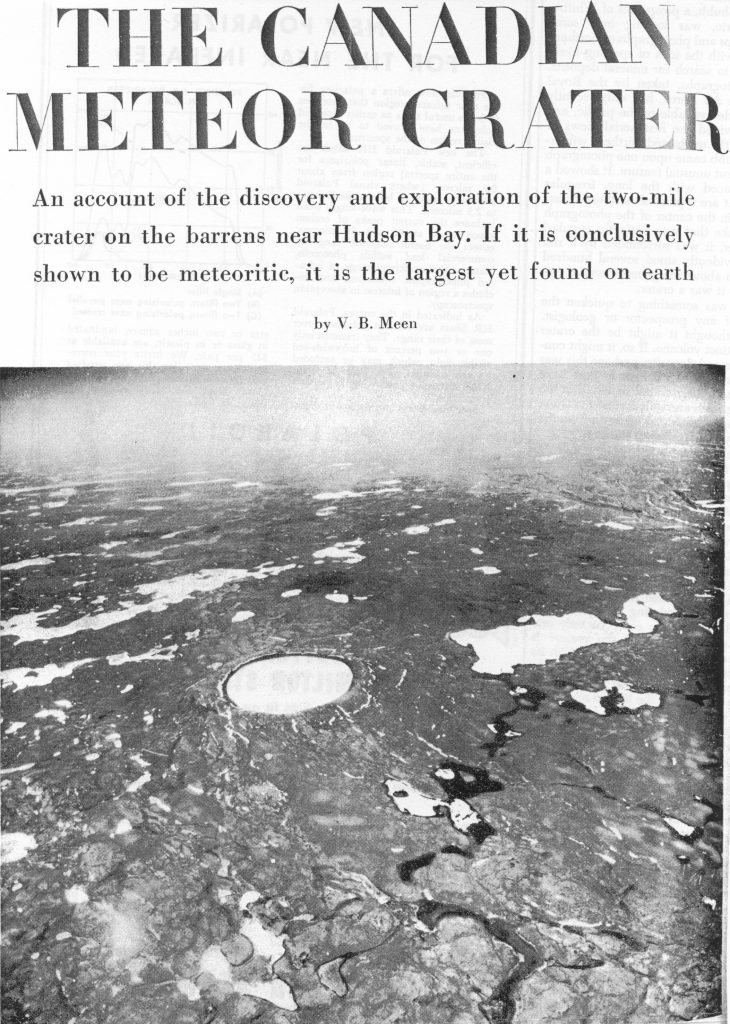 THE CANADIAN
METEOR CRATER
An account of the discovery and exploration of the two-mile
crater on the barrens near Hudson Bay. If it is conclusively
shown to be meteoritic, it is the largest yet found on earth
by V. B. Meen